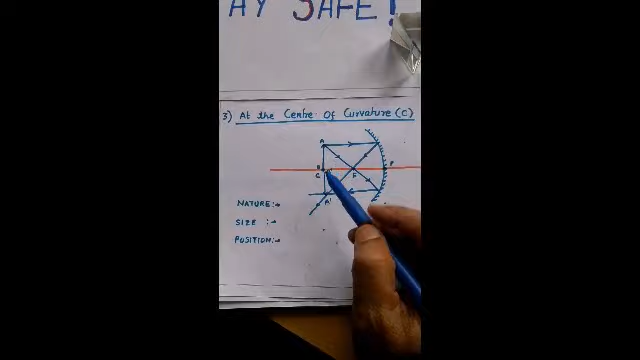 AY SAFE!
3) At the Centre Of Curvature (C)
A
B
C
F
P
A'
NATURE:-
SIZE :-
POSITION:-